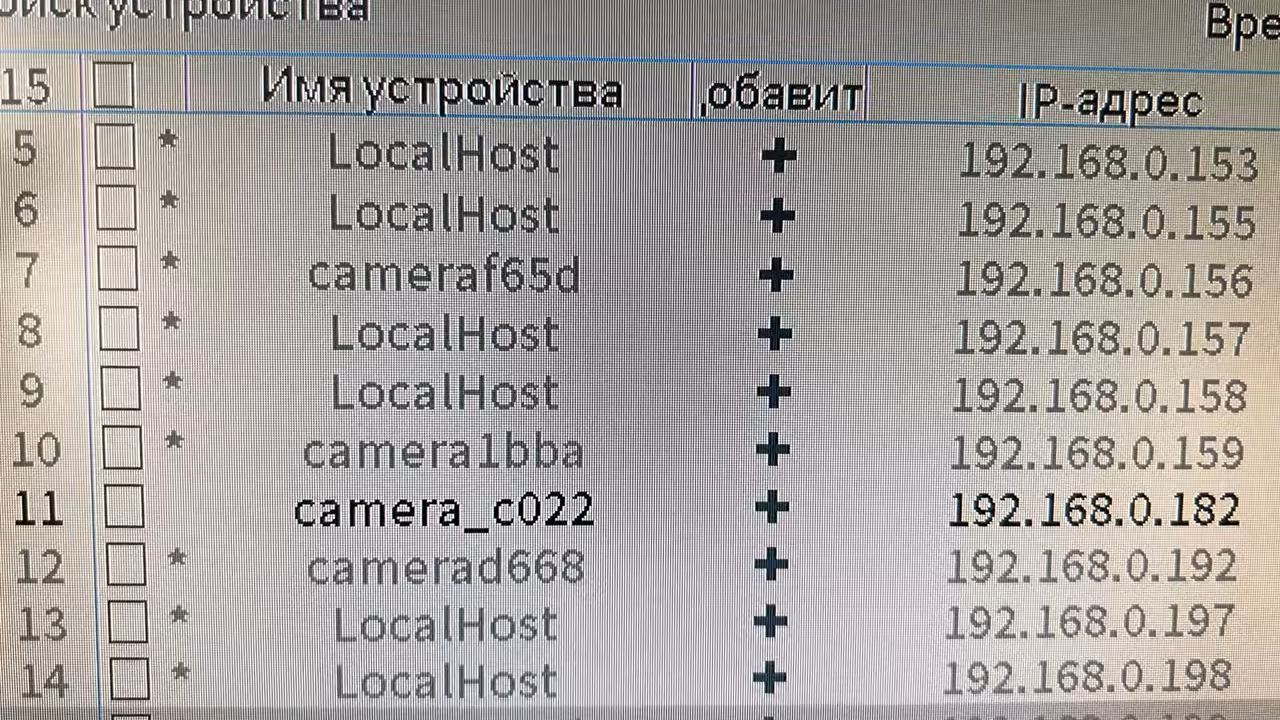 устройства
Вре
15 Имя устройства обавит IP-адрес
5 * LocalHost + 192.168.0.153
6 * LocalHost + 192.168.0.155
7 * cameraf65d + 192.168.0.156
8 * LocalHost + 192.168.0.157
9 * LocalHost + 192.168.0.158
10 * camera1bba + 192.168.0.159
11 camera_c022 + 192.168.0.182
12 * camerad668 + 192.168.0.192
13 * LocalHost + 192.168.0.197
14 * LocalHost + 192.168.0.198